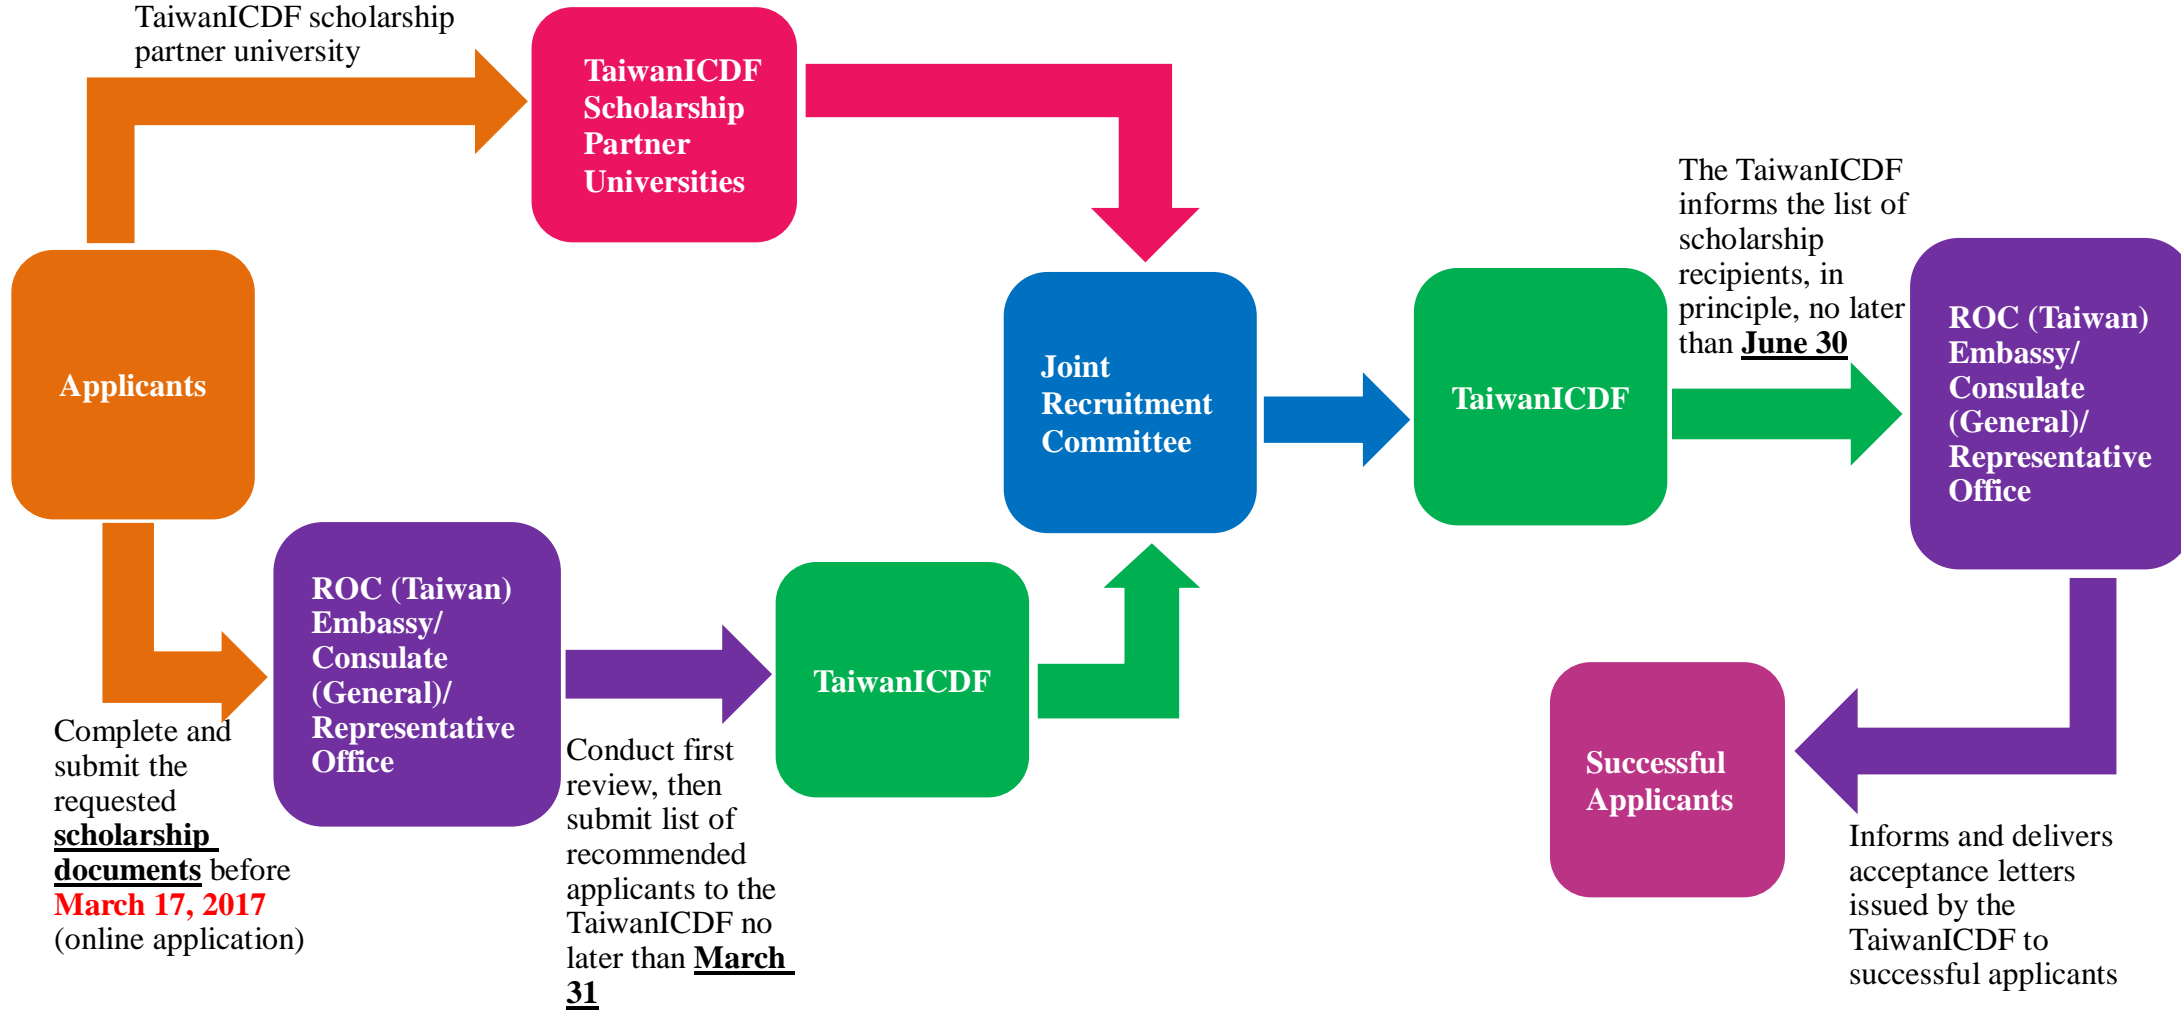 TaiwanICDF scholarship
partner university
TaiwanICDF
Scholarship
Partner
Universities
Applicants
Complete and
submit the
requested
scholarship
documents before
March 17, 2017
(online application)
ROC (Taiwan)
Embassy/
Consulate
(General)/
Representative
Office
Conduct first
review, then
submit list of
recommended
applicants to the
TaiwanICDF no
later than March
31
TaiwanICDF
Joint
Recruitment
Committee
TaiwanICDF
The TaiwanICDF
informs the list of
scholarship
recipients, in
principle, no later
than June 30
ROC (Taiwan)
Embassy/
Consulate
(General)/
Representative
Office
Informs and delivers
acceptance letters
issued by the
TaiwanICDF to
successful applicants
Successful
Applicants